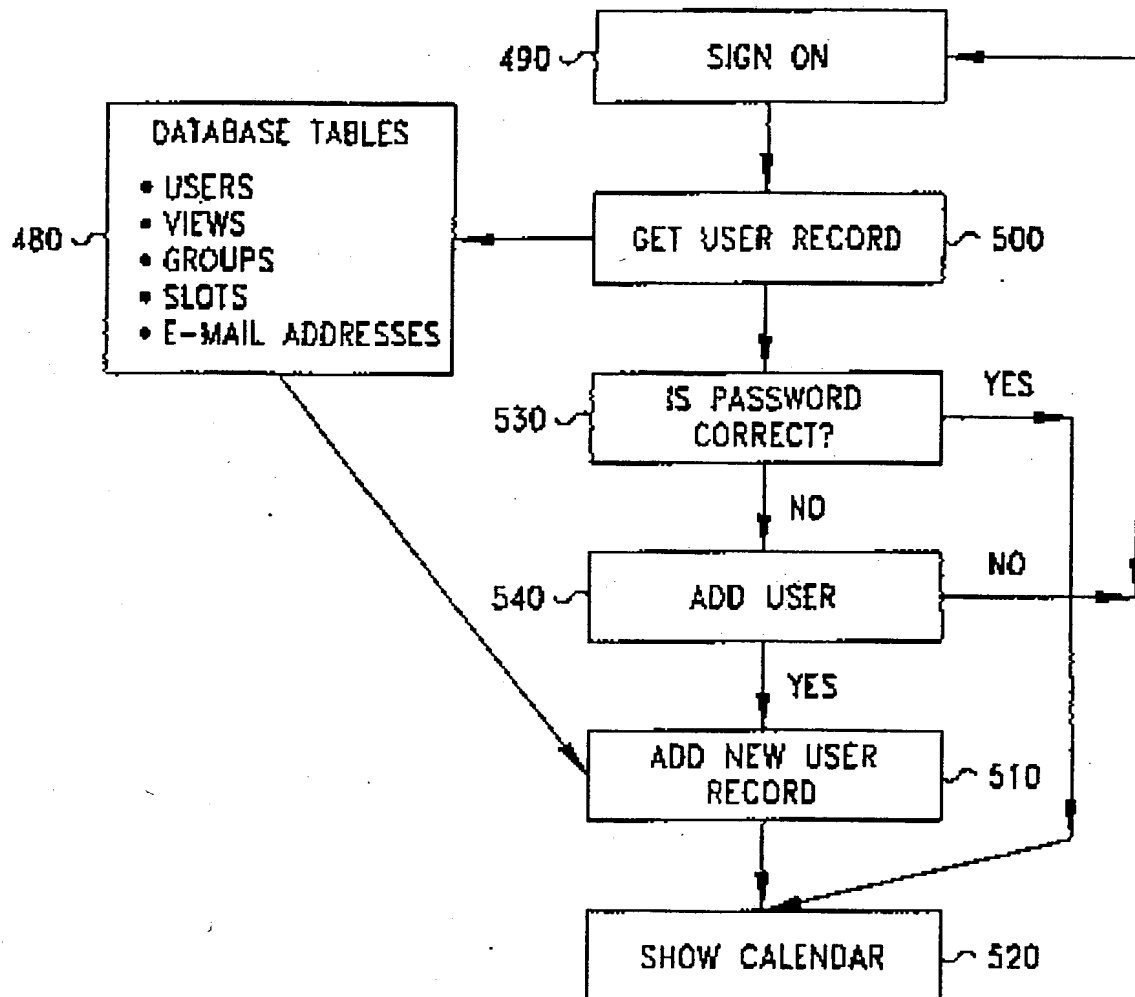 490
SIGN ON
DATABASE TABLES
• USERS
• VIEWS
• GROUPS
• SLOTS
• E-MAIL ADDRESSES
480
GET USER RECORD
500
530
IS PASSWORD
CORRECT?
YES
NO
540
ADD USER
NO
YES
ADD NEW USER
RECORD
510
SHOW CALENDAR
520